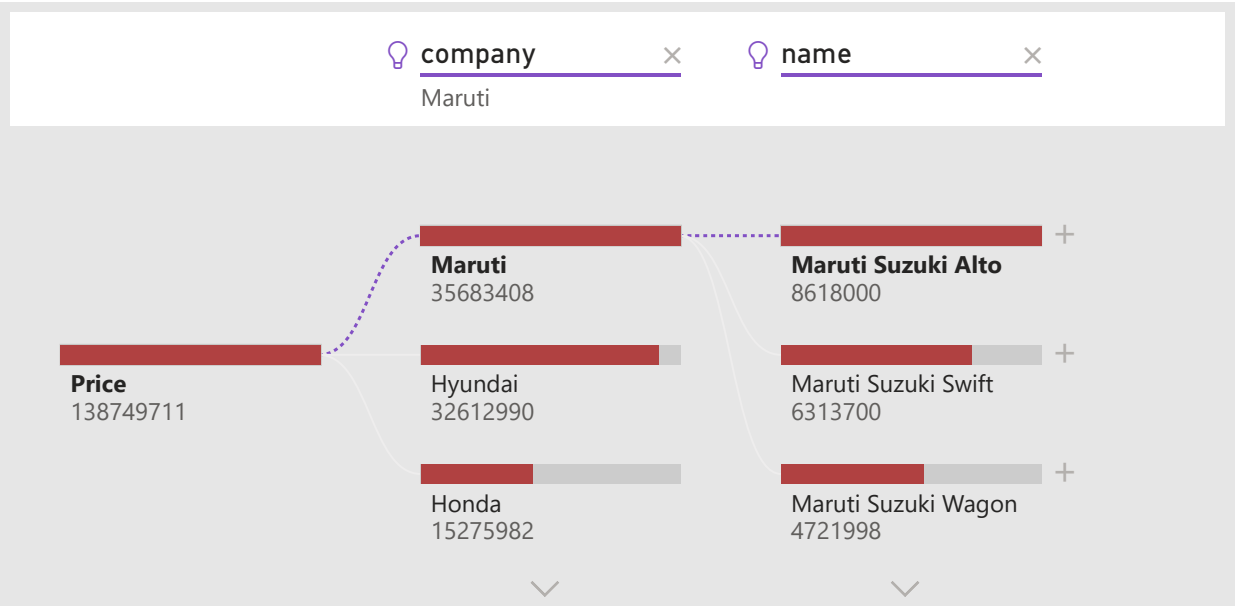 company
name
Maruti
Maruti
35683408
Maruti Suzuki Alto
8618000
Price
138749711
Hyundai
32612990
Maruti Suzuki Swift
6313700
Honda
15275982
Maruti Suzuki Wagon
4721998